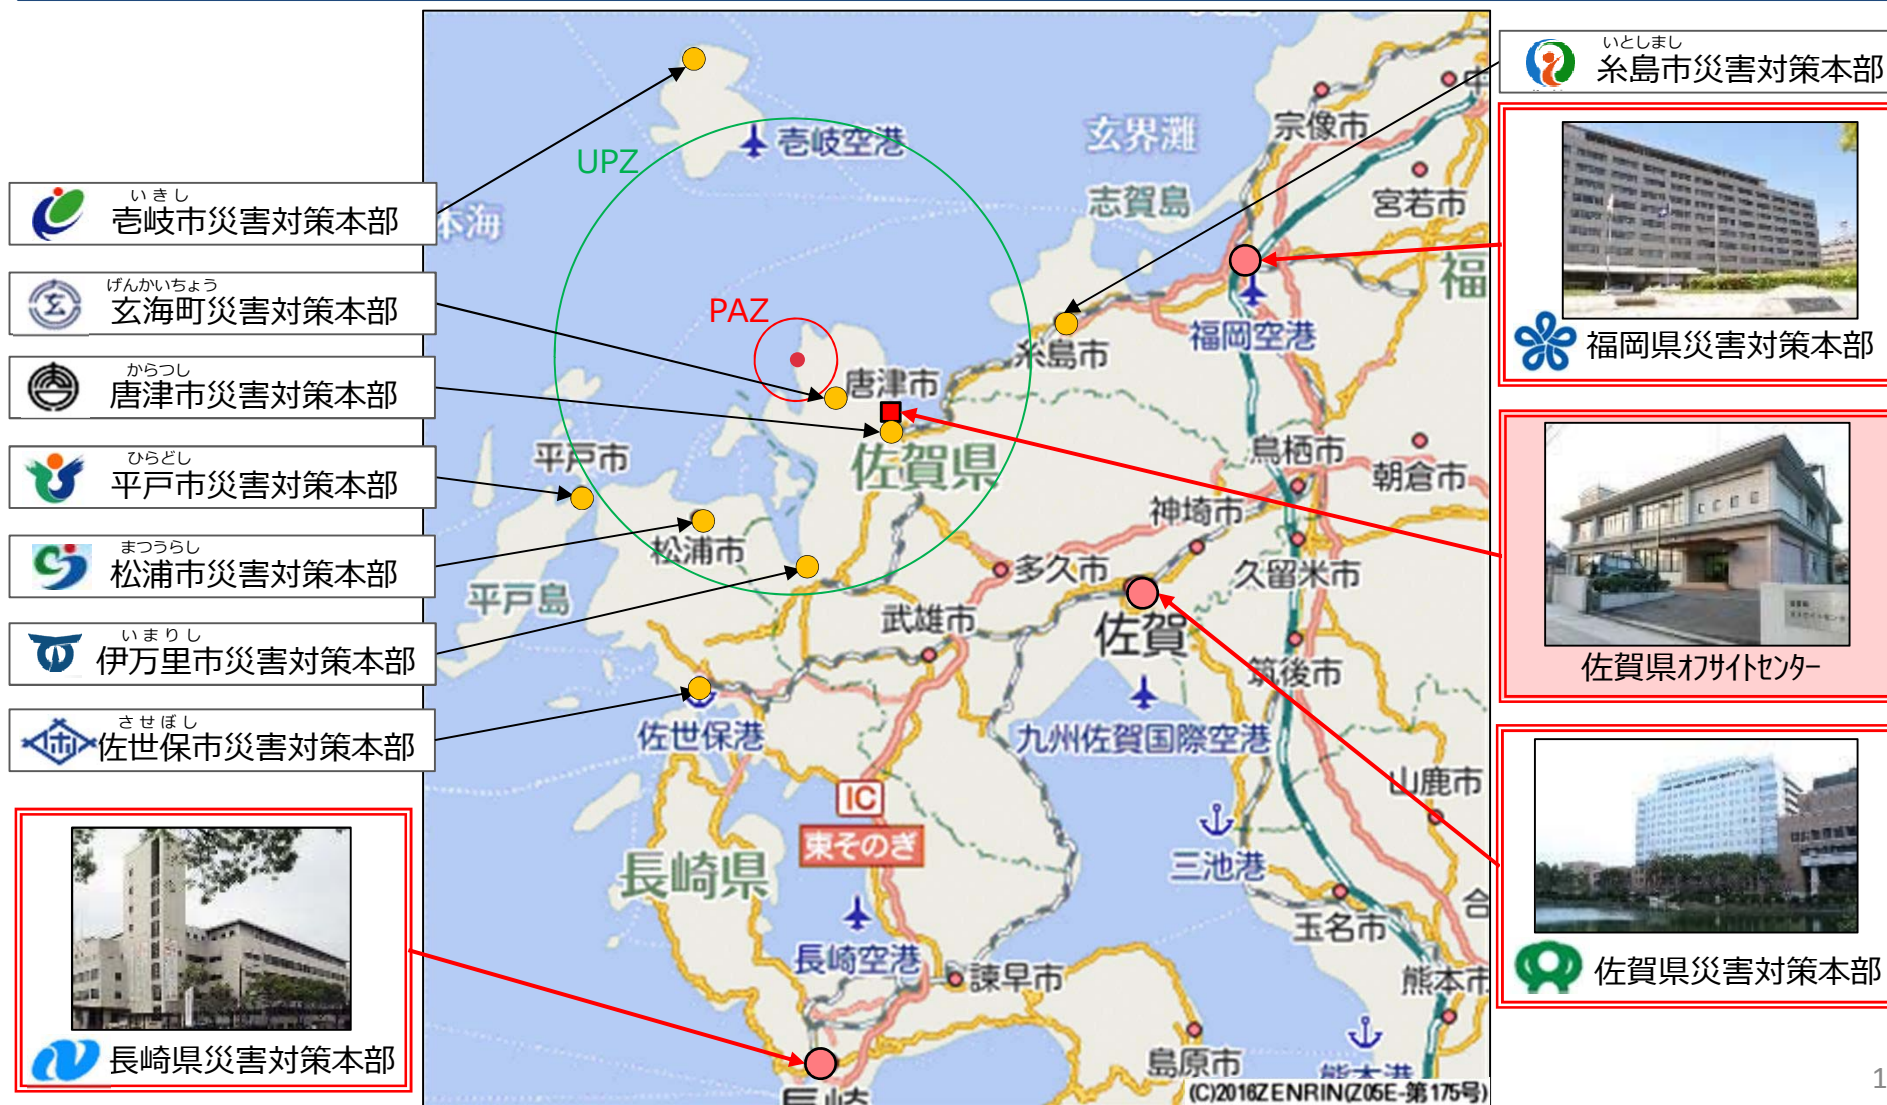 いきし
壱岐市災害対策本部
げんかいちょう
玄海町災害対策本部
からつし
唐津市災害対策本部
ひらどし
平戸市災害対策本部
まつうらし
松浦市災害対策本部
いまりし
伊万里市災害対策本部
させぼし
佐世保市災害対策本部
長崎県災害対策本部
UPZ
PAZ
壱岐空港
玄界灘
志賀島
宗像市
中
宮若市
本海
福
福岡空港
糸島市
唐津市
佐賀県
平戸市
松浦市
平戸島
鳥栖市
朝倉市
神埼市
久留米市
多久市
武雄市
佐賀
筑後市
佐世保港
九州佐賀国際空港
IC
東そのぎ
山鹿市
三池港
長崎県
長崎空港
玉名市
合
諫早市
熊本市
島原市
熊本港
長崎
(C)2016ZENRIN(Z05E-第175号)
いとしまし
糸島市災害対策本部
福岡県災害対策本部
佐賀県オフサイトセンター
佐賀県災害対策本部
1